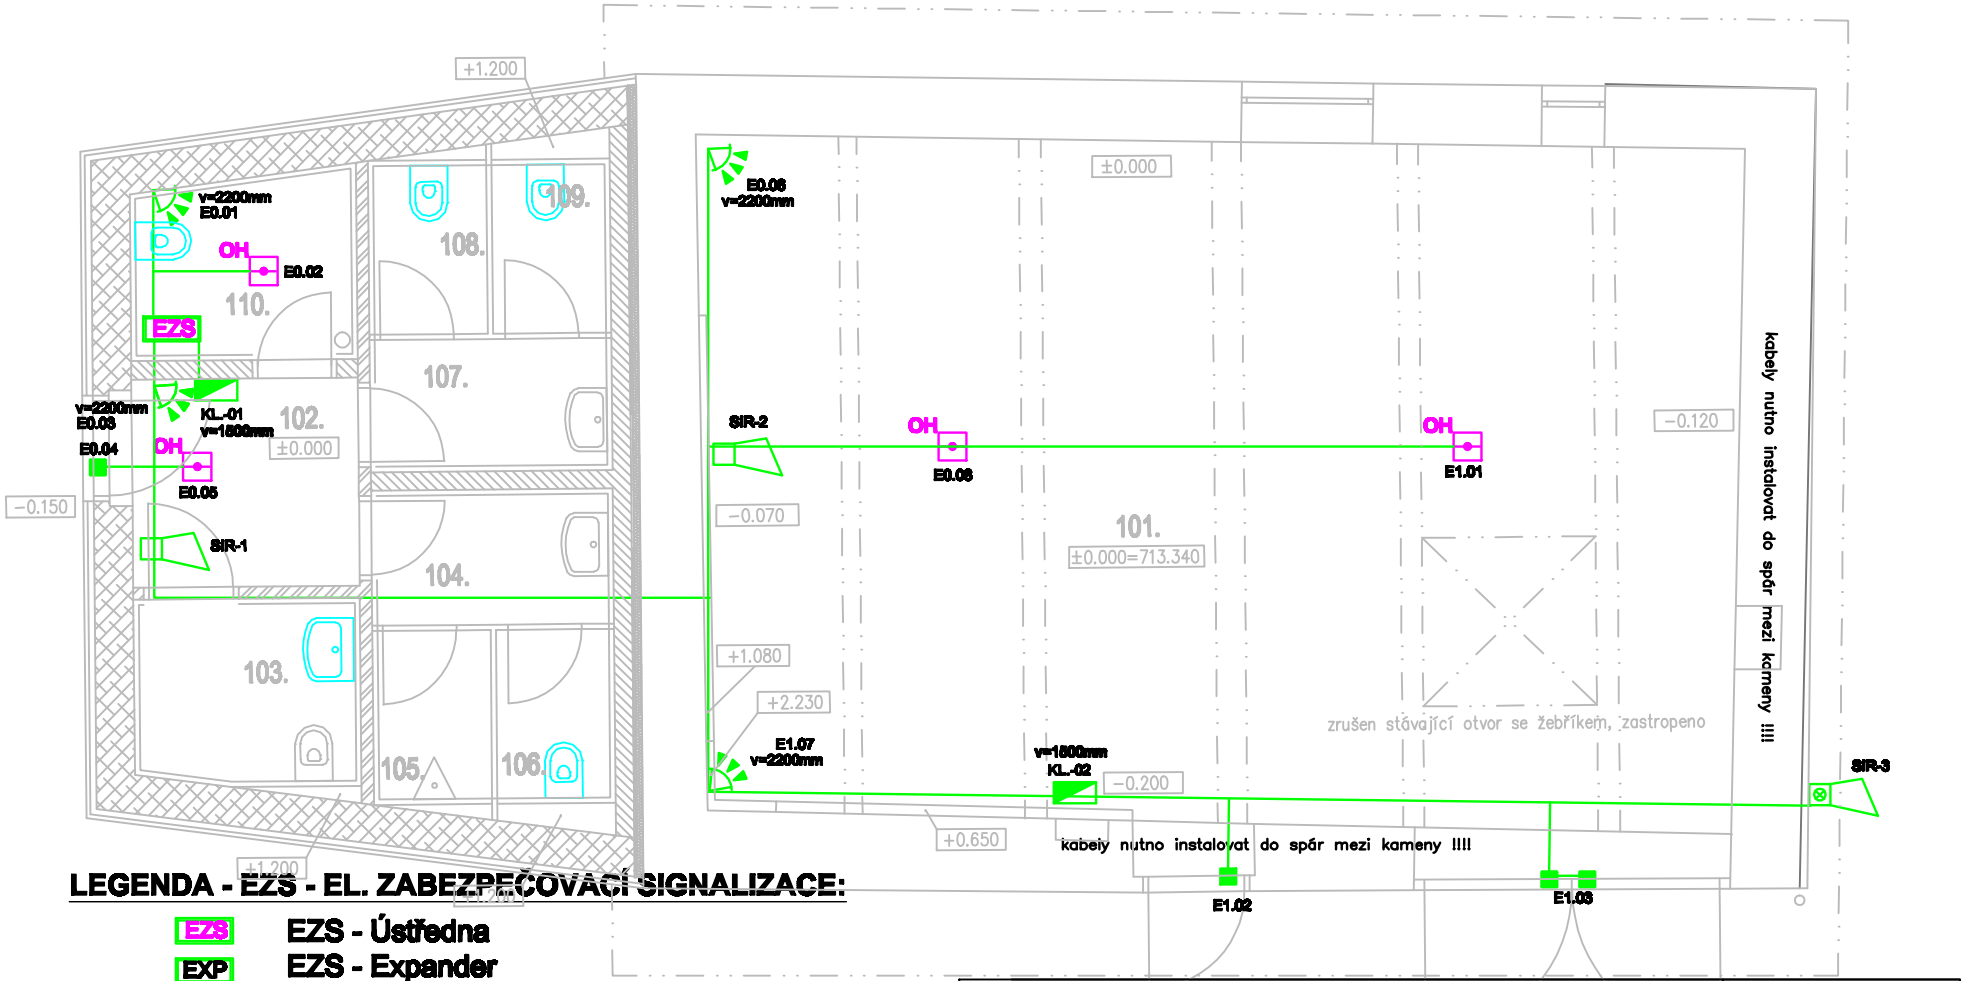 +1.200
±0.000
v=2200mm
E0.01
E0.06
v=2200mm
109.
108.
OH
E0.02
110.
EZS
107.
102.
v=2200mm
E0.03
KL.-01
v=1500mm
E0.04
OH
±0.000
E0.05
-0.150
SIR-1
SIR-2
OH
E0.06
OH
E1.01
-0.120
kabely nutno instalovat do spár mezi kameny !!!!
-0.070
101.
±0.000=713.340
104.
103.
+1.080
+2.230
zrušen stávající otvor se žebříkem, zastropeno
105.
106.
E1.07
v=2200mm
v=1500mm
KL.-02
-0.200
SIR-3
+0.650
kabely nutno instalovat do spár mezi kameny !!!!
+1.200
+1.200
E1.02
E1.03
LEGENDA - EZS - EL. ZABEZPEČOVACÍ SIGNALIZACE:
EZS EZS - Ústředna
EXP EZS - Expander